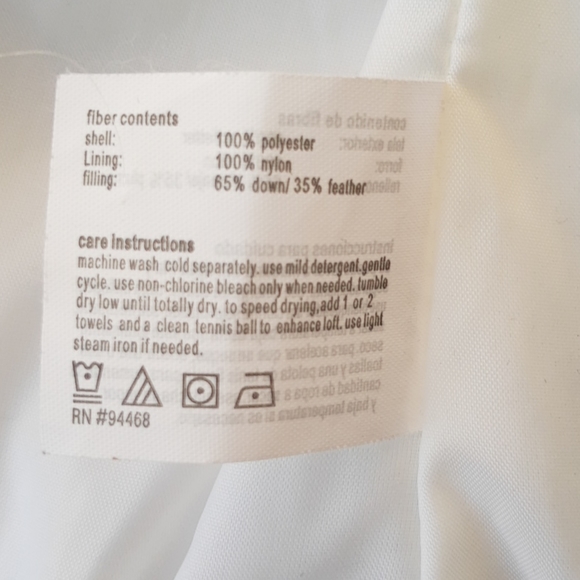 fiber contents
shell: 100% polyester
Lining: 100% nylon
filling: 65% down/ 35% feather
care instructions
machine wash cold separately. use mild detergent.gentle
cycle. use non-chlorine bleach only when needed. tumble
dry low until totally dry. to speed drying,add 1 or 2
towels and a clean tennis ball to enhance loft. use light
steam iron if needed.
RN #94468